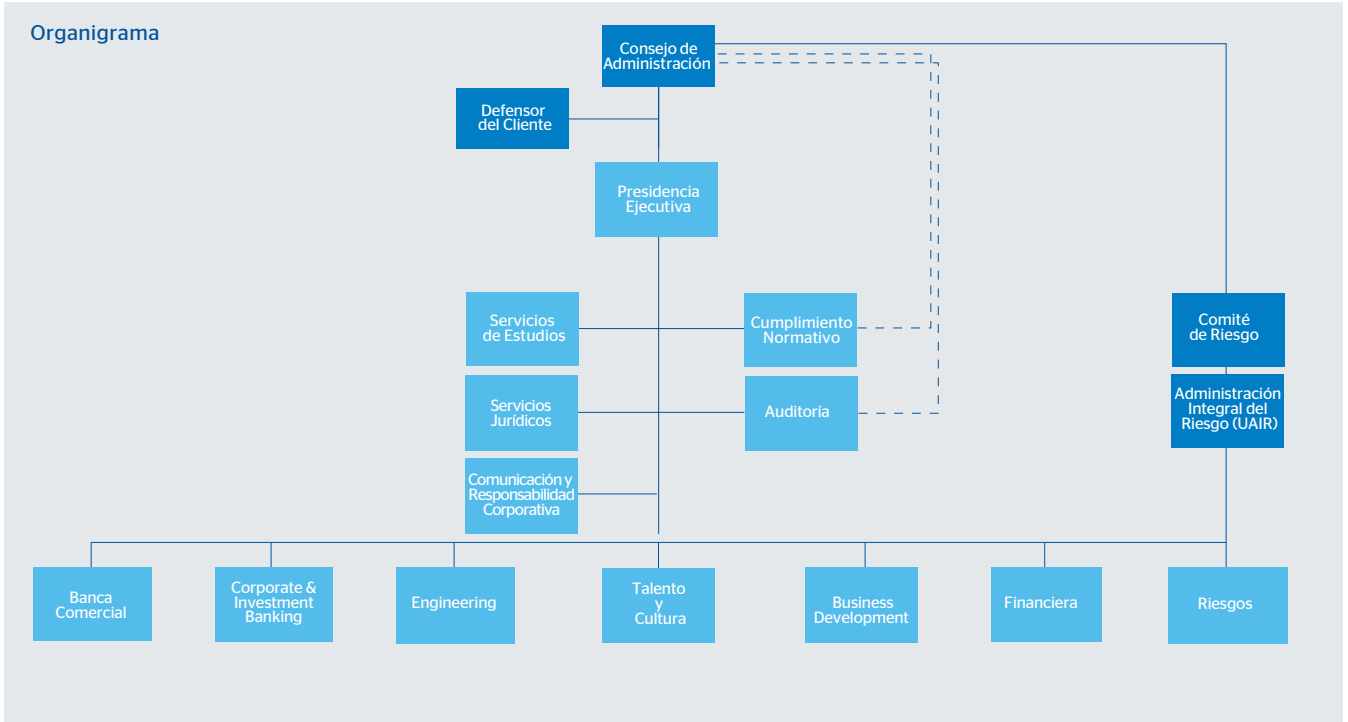 Organigrama
Consejo de
Administración
Defensor
del Cliente
Presidencia
Ejecutiva
Servicios
de Estudios
Cumplimiento
Normativo
Comité
de Riesgo
Servicios
Jurídicos
Auditoría
Administración
Integral del
Riesgo (UAIR)
Comunicación y
Responsabilidad
Corporativa
Banca
Comercial
Corporate &
Investment
Banking
Engineering
Talento
y
Cultura
Business
Development
Financiera
Riesgos